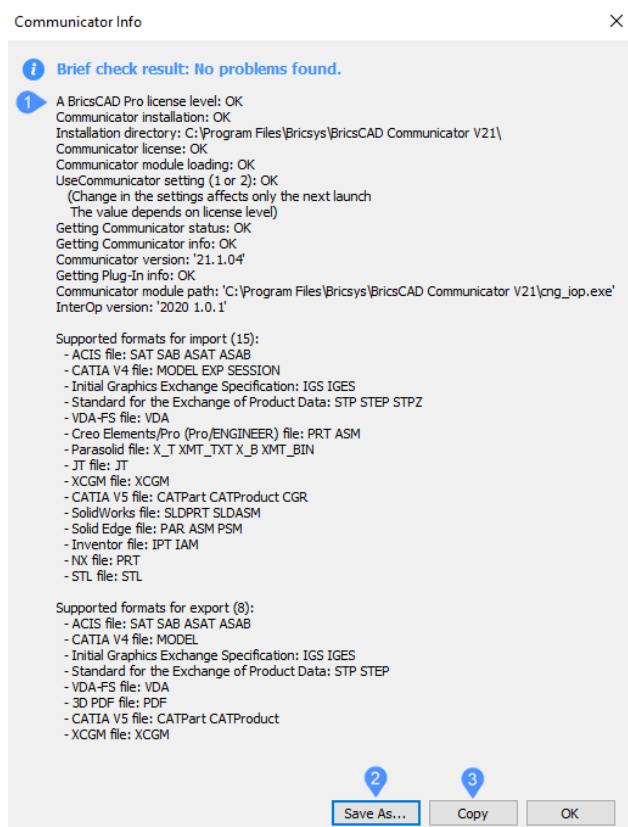 Communicator Info
i Brief check result: No problems found.
1 A BricsCAD Pro license level: OK
Communicator installation: OK
Installation directory: C:\Program Files\Bricsys\BricsCAD Communicator V21\
Communicator license: OK
Communicator module loading: OK
UseCommunicator setting (1 or 2): OK
(Change in the settings affects only the next launch
The value depends on license level)
Getting Communicator status: OK
Getting Communicator info: OK
Communicator version: '21.1.04'
Getting Plug-In info: OK
Communicator module path: 'C:\Program Files\Bricsys\BricsCAD Communicator V21\cng_iop.exe'
InterOp version: '2020 1.0.1'
Supported formats for import (15):
- ACIS file: SAT SAB ASAT ASAB
- CATIA V4 file: MODEL EXP SESSION
- Initial Graphics Exchange Specification: IGS IGES
- Standard for the Exchange of Product Data: STP STEP STPZ
- VDA-FS file: VDA
- Creo Elements/Pro (Pro/ENGINEER) file: PRT ASM
- Parasolid file: X_T XMT_TXT X_B XMT_BIN
- JT file: JT
- XCGM file: XCGM
- CATIA V5 file: CATPart CATProduct CGR
- SolidWorks file: SLDPRT SLDASM
- Solid Edge file: PAR ASM PSM
- Inventor file: IPT IAM
- NX file: PRT
- STL file: STL
Supported formats for export (8):
- ACIS file: SAT SAB ASAT ASAB
- CATIA V4 file: MODEL
- Initial Graphics Exchange Specification: IGS IGES
- Standard for the Exchange of Product Data: STP STEP
- VDA-FS file: VDA
- 3D PDF file: PDF
- CATIA V5 file: CATPart CATProduct
- XCGM file: XCGM
2 3
Save As... Copy OK